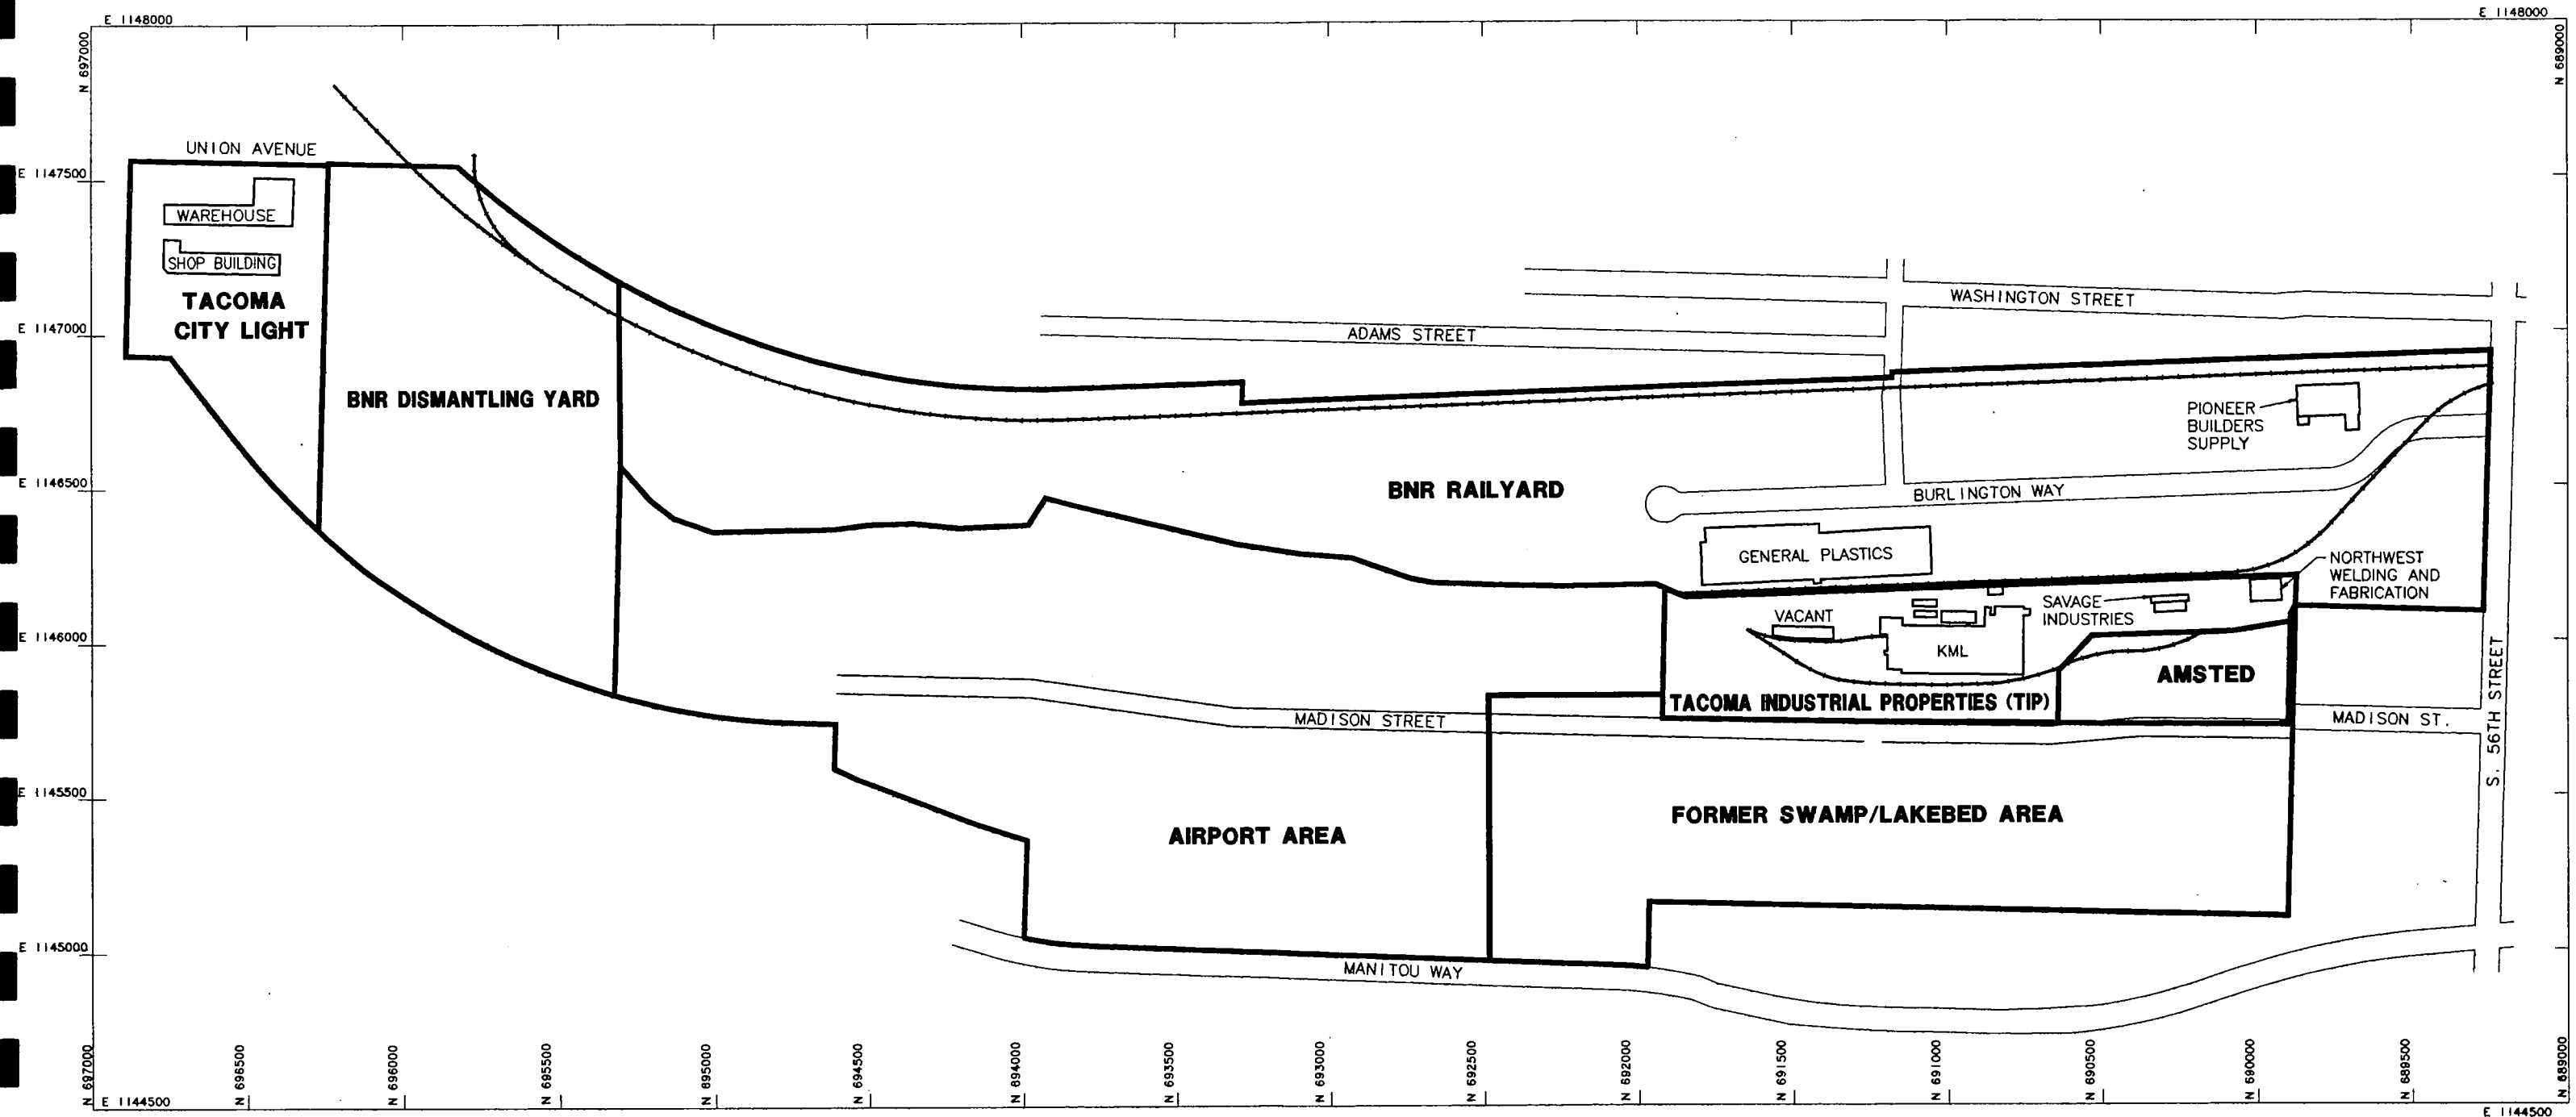 E 1148000
E 1148000
N 697000
N 689000
UNION AVENUE
E 1147500
WAREHOUSE
SHOP BUILDING
TACOMA
CITY LIGHT
WASHINGTON STREET
E 1147000
ADAMS STREET
BNR DISMANTLING YARD
PIONEER
BUILDERS
SUPPLY
E 1146500
BNR RAILYARD
BURLINGTON WAY
GENERAL PLASTICS
NORTHWEST
WELDING AND
FABRICATION
SAVAGE
INDUSTRIES
VACANT
E 1146000
KML
AMSTED
TACOMA INDUSTRIAL PROPERTIES (TIP)
MADISON STREET
MADISON ST.
S. 56TH STREET
E 1145500
FORMER SWAMP/LAKEBED AREA
AIRPORT AREA
E 1145000
MANITOU WAY
N 697000
N 696500
N 696000
N 695500
N 695000
N 694500
N 694000
N 693500
N 693000
N 692500
N 692000
N 691500
N 691000
N 690500
N 690000
N 689500
N 689000
E 1144500
E 1144500